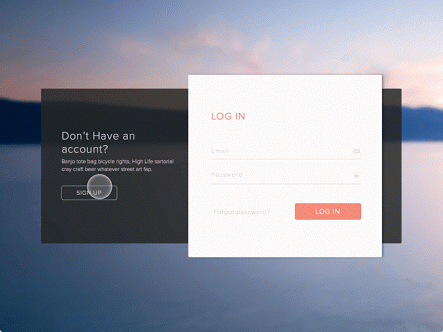 Don't Have an
account?
Banjo tote bag bicycle rights, High Life sartorial
cray craft beer whatever street art fap.
SIGN UP
LOG IN
Email
Password
Forgot password?
LOG IN